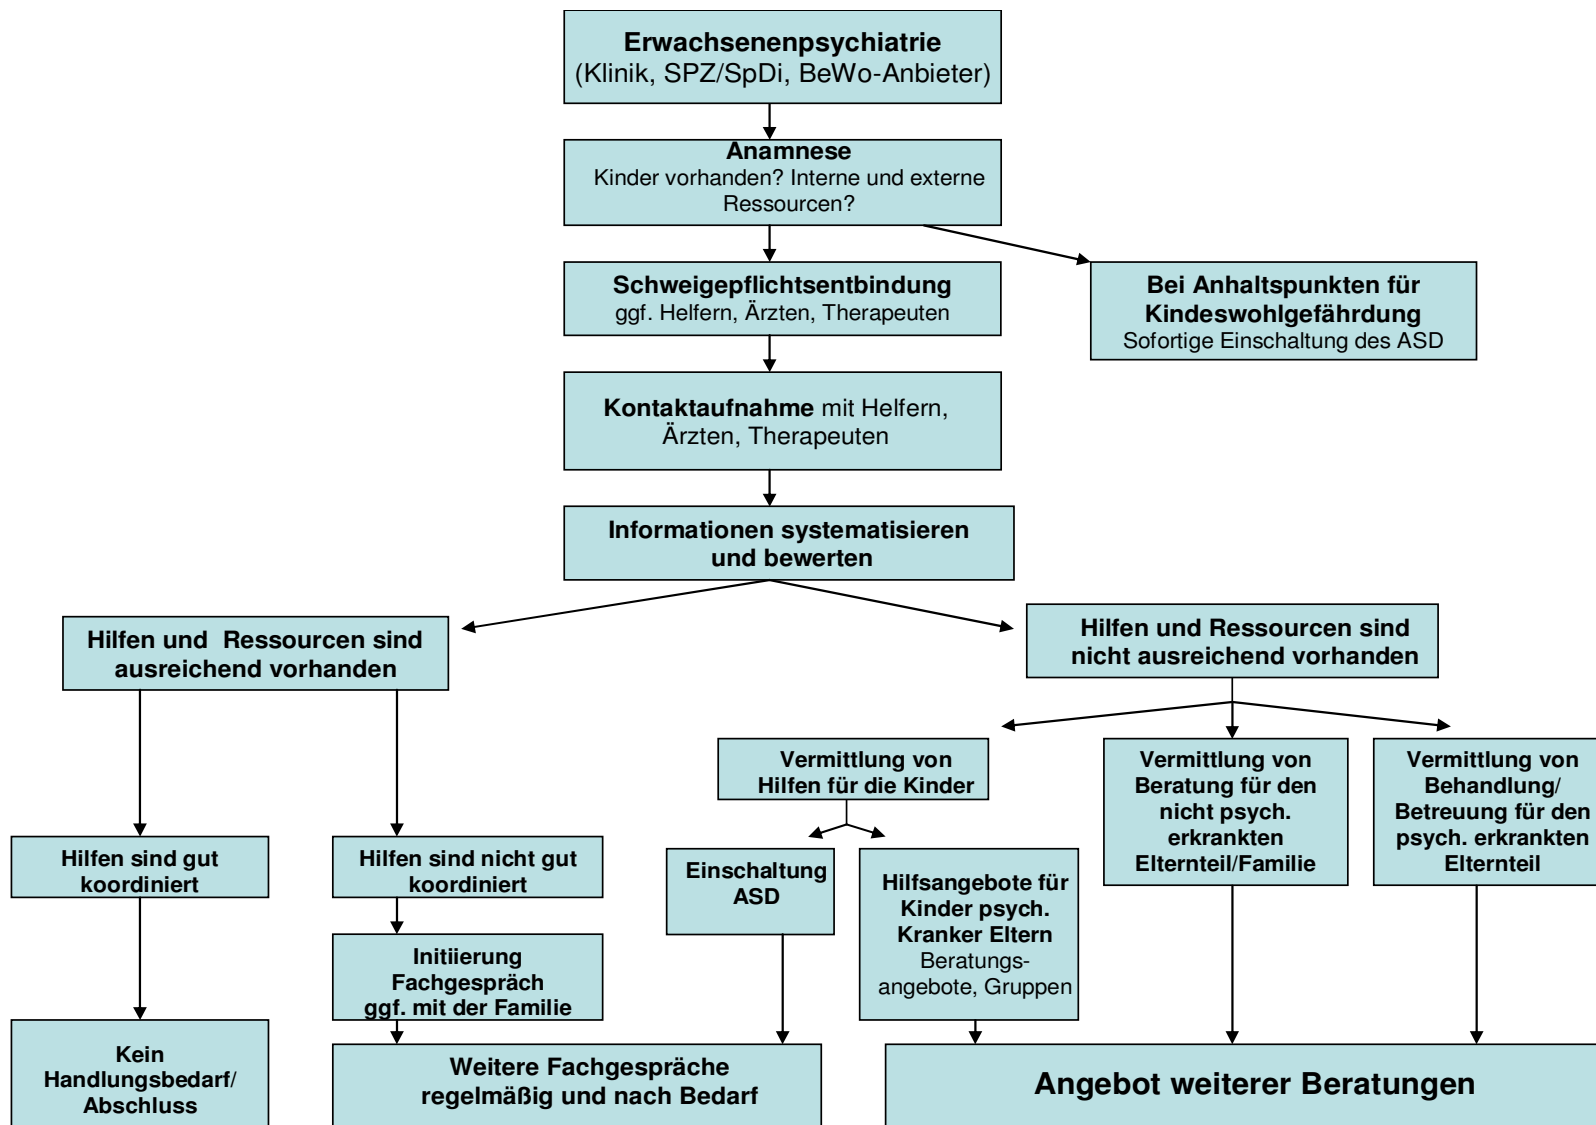 Erwachsenenpsychiatrie
(Klinik, SPZ/SpDi, BeWo-Anbieter)
Anamnese
Kinder vorhanden? Interne und externe
Ressourcen?
Schweigepflichtsentbindung
ggf. Helfern, Ärzten, Therapeuten
Bei Anhaltspunkten für
Kindeswohlgefährdung
Sofortige Einschaltung des ASD
Kontaktaufnahme mit Helfern,
Ärzten, Therapeuten
Informationen systematisieren
und bewerten
Hilfen und Ressourcen sind
ausreichend vorhanden
Hilfen und Ressourcen sind
nicht ausreichend vorhanden
Vermittlung von
Hilfen für die Kinder
Vermittlung von
Beratung für den
nicht psych.
erkrankten
Elternteil/Familie
Vermittlung von
Behandlung/
Betreuung für den
psych. erkrankten
Elternteil
Hilfen sind gut
koordiniert
Hilfen sind nicht gut
koordiniert
Einschaltung
ASD
Hilfsangebote für
Kinder psych.
Kranker Eltern
Beratungs-
angebote, Gruppen
Initiierung
Fachgespräch
ggf. mit der Familie
Kein
Handlungsbedarf/
Abschluss
Weitere Fachgespräche
regelmäßig und nach Bedarf
Angebot weiterer Beratungen